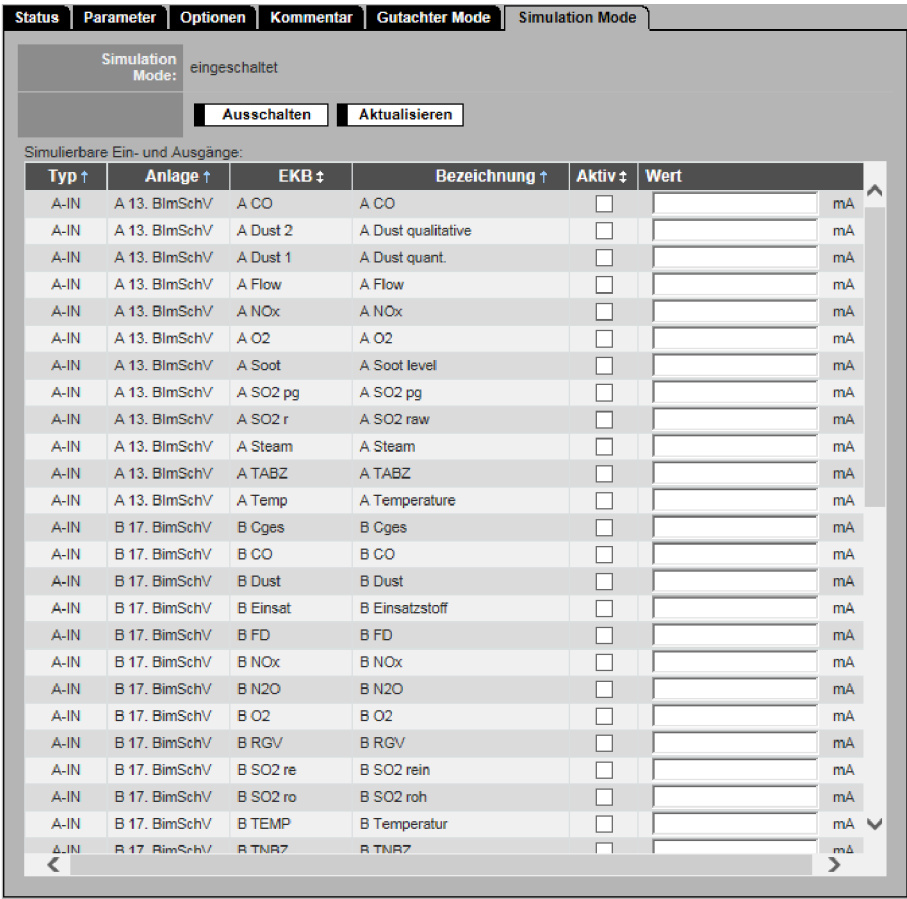 Status Parameter Optionen Kommentar Gutachter Mode Simulation Mode
Simulation Mode: eingeschaltet
Ausschalten Aktualisieren
Simulierbare Ein- und Ausgänge:
Typ ↑ Anlage ↑ EKB ↕ Bezeichnung ↑ Aktiv ↕ Wert
A-IN A 13. BImSchV A CO A CO mA
A-IN A 13. BImSchV A Dust 2 A Dust qualitative mA
A-IN A 13. BImSchV A Dust 1 A Dust quant. mA
A-IN A 13. BImSchV A Flow A Flow mA
A-IN A 13. BImSchV A NOx A NOx mA
A-IN A 13. BImSchV A O2 A O2 mA
A-IN A 13. BImSchV A Soot A Soot level mA
A-IN A 13. BImSchV A SO2 pg A SO2 pg mA
A-IN A 13. BImSchV A SO2 r A SO2 raw mA
A-IN A 13. BImSchV A Steam A Steam mA
A-IN A 13. BImSchV A TABZ A TABZ mA
A-IN A 13. BImSchV A Temp A Temperature mA
A-IN B 17. BimSchV B Cges B Cges mA
A-IN B 17. BimSchV B CO B CO mA
A-IN B 17. BimSchV B Dust B Dust mA
A-IN B 17. BimSchV B Einsat B Einsatzstoff mA
A-IN B 17. BimSchV B FD B FD mA
A-IN B 17. BimSchV B NOx B NOx mA
A-IN B 17. BimSchV B N2O B N2O mA
A-IN B 17. BimSchV B O2 B O2 mA
A-IN B 17. BimSchV B RGV B RGV mA
A-IN B 17. BimSchV B SO2 re B SO2 rein mA
A-IN B 17. BimSchV B SO2 ro B SO2 roh mA
A-IN B 17. BimSchV B TEMP B Temperatur mA
A-IN B 17. BimSchV B TNBZ B TNBZ mA